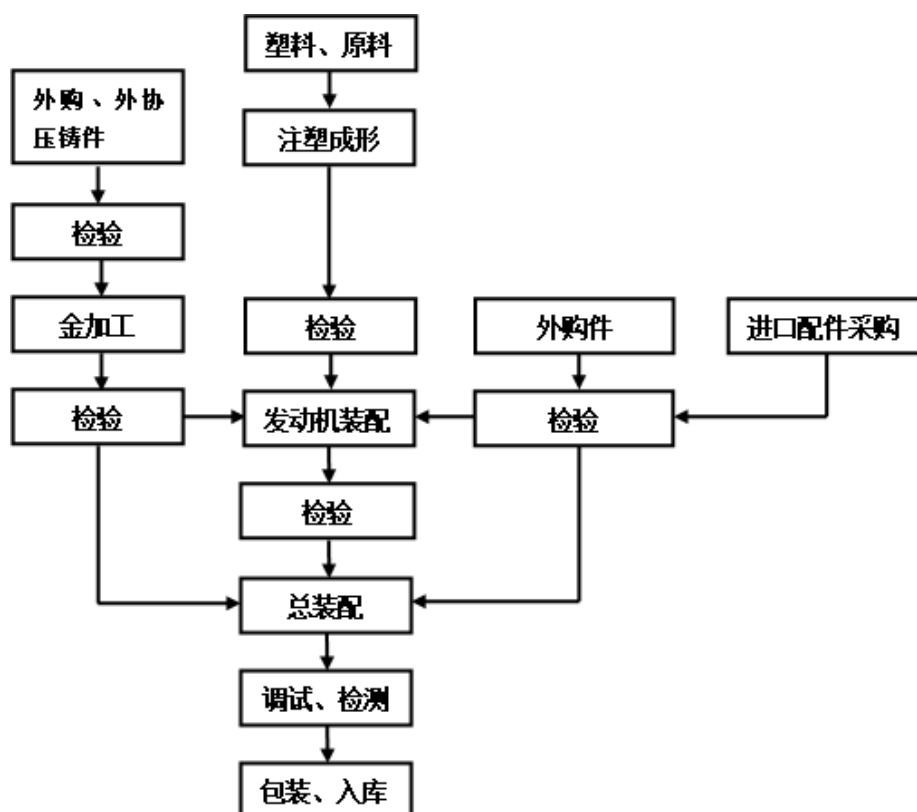 塑料、原料
外购、外协
压铸件
注塑成形
检验
金加工
检验
外购件
进口配件采购
检验
发动机装配
检验
检验
总装配
调试、检测
包装、入库